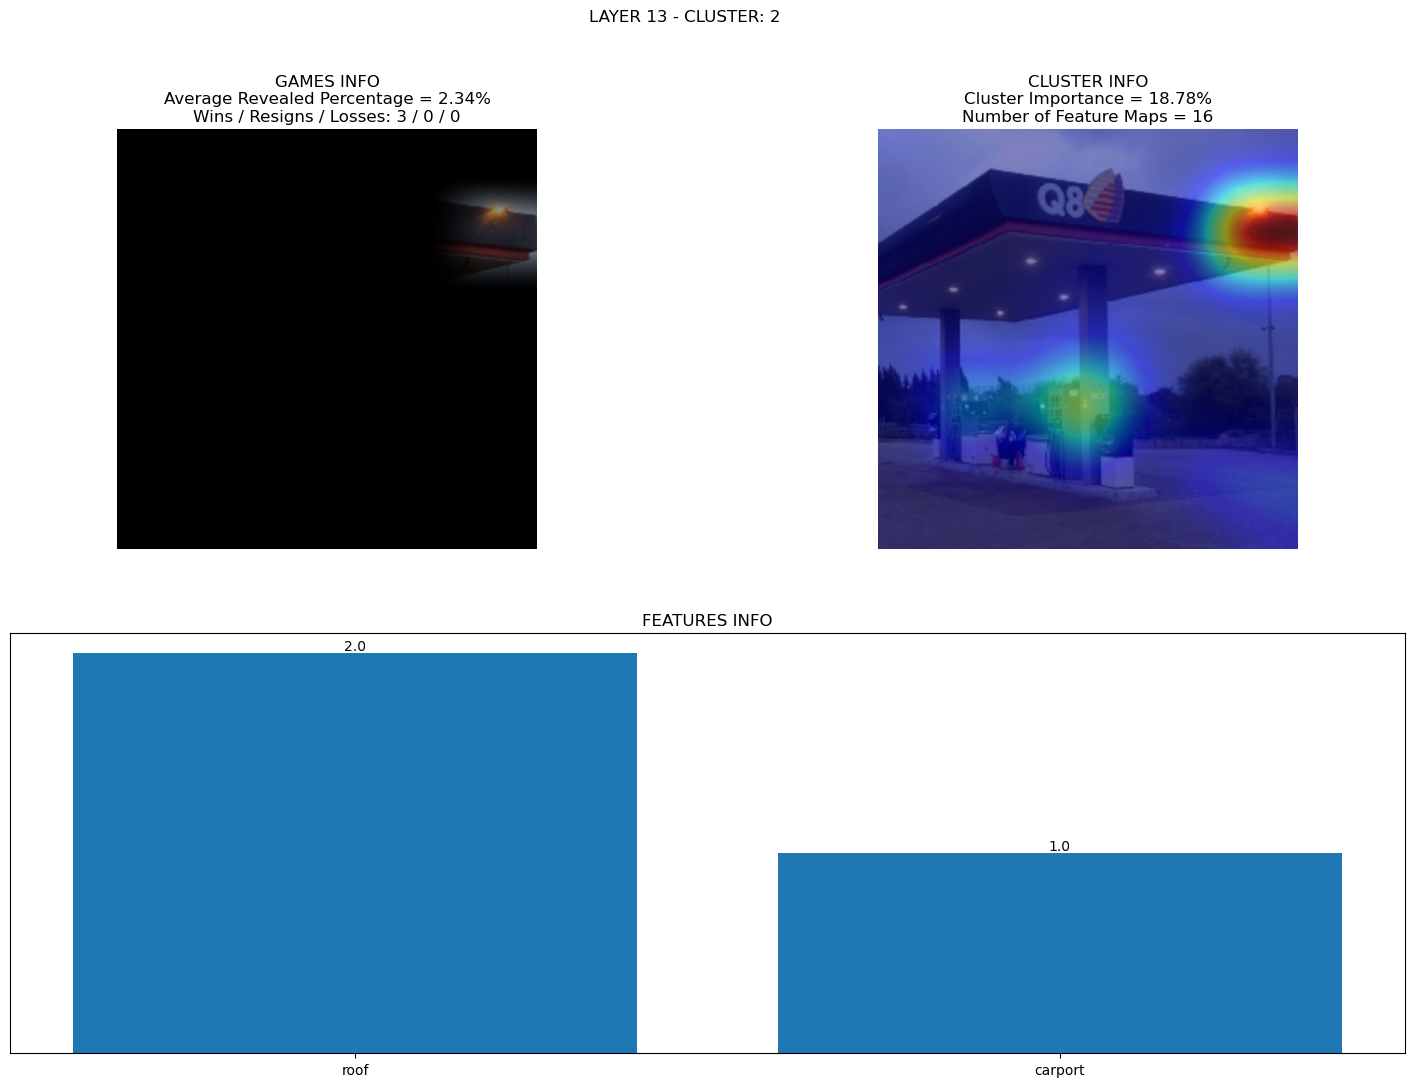 LAYER 13 - CLUSTER: 2
GAMES INFO
Average Revealed Percentage = 2.34%
Wins / Resigns / Losses: 3 / 0 / 0
CLUSTER INFO
Cluster Importance = 18.78%
Number of Feature Maps = 16
Q8
FEATURES INFO
2.0
1.0
roof
carport